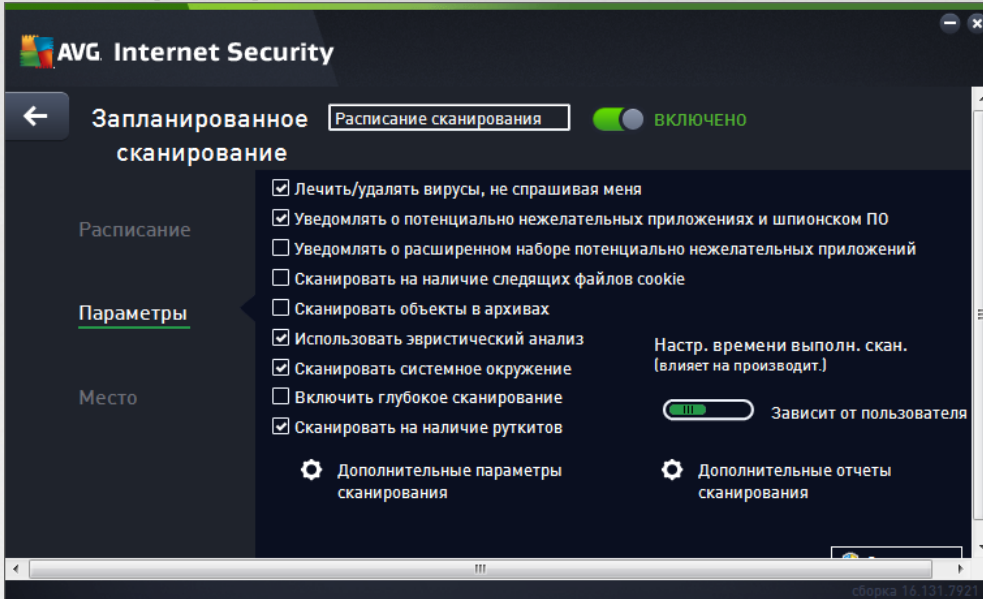 AVG Internet Security
Запланированное
сканирование
Расписание сканирования
ВКЛЮЧЕНО
Расписание
Параметры
Место
Лечить/удалять вирусы, не спрашивая меня
Уведомлять о потенциально нежелательных приложениях и шпионском ПО
Уведомлять о расширенном наборе потенциально нежелательных приложений
Сканировать на наличие следящих файлов cookie
Сканировать объекты в архивах
Использовать эвристический анализ
Сканировать системное окружение
Включить глубокое сканирование
Сканировать на наличие руткитов
Настр. времени выполн. скан.
(влияет на производит.)
Зависит от пользователя
Дополнительные параметры
сканирования
Дополнительные отчеты
сканирования
сборка 16.131.7921